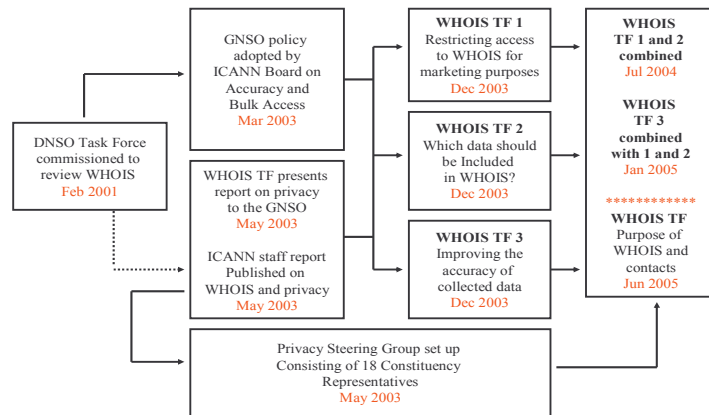 DNSO Task Force
commissioned to
review WHOIS
Feb 2001
GNSO policy
adopted by
ICANN Board on
Accuracy and
Bulk Access
Mar 2003
WHOIS TF presents
report on privacy
to the GNSO
May 2003
ICANN staff report
Published on
WHOIS and privacy
May 2003
Privacy Steering Group set up
Consisting of 18 Constituency
Representatives
May 2003
WHOIS TF 1
Restricting access
to WHOIS for
marketing purposes
Dec 2003
WHOIS TF 2
Which data should
be Included
in WHOIS?
Dec 2003
WHOIS TF 3
Improving the
accuracy of
collected data
Dec 2003
WHOIS
TF 1 and 2
combined
Jul 2004
WHOIS
TF 3
combined
with 1 and 2
Jan 2005
************
WHOIS TF
Purpose of
WHOIS and
contacts
Jun 2005